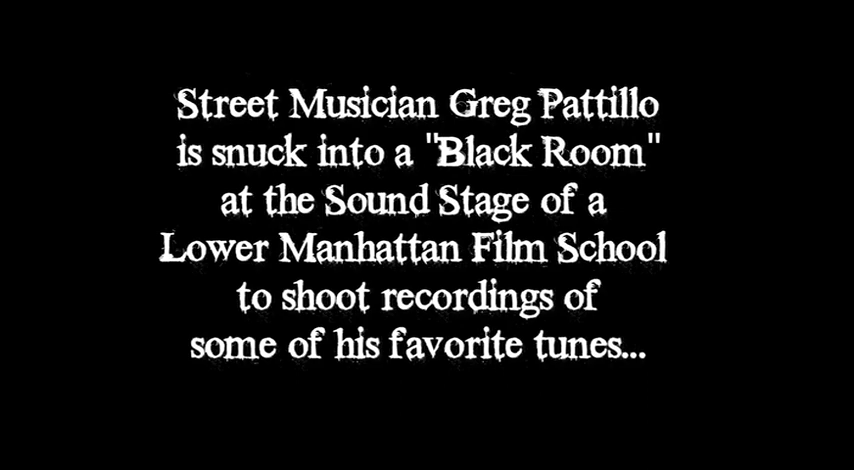 Street Musician Greg Pattillo
is snuck into a "Black Room"
at the Sound Stage of a
Lower Manhattan Film School
to shoot recordings of
some of his favorite tunes...